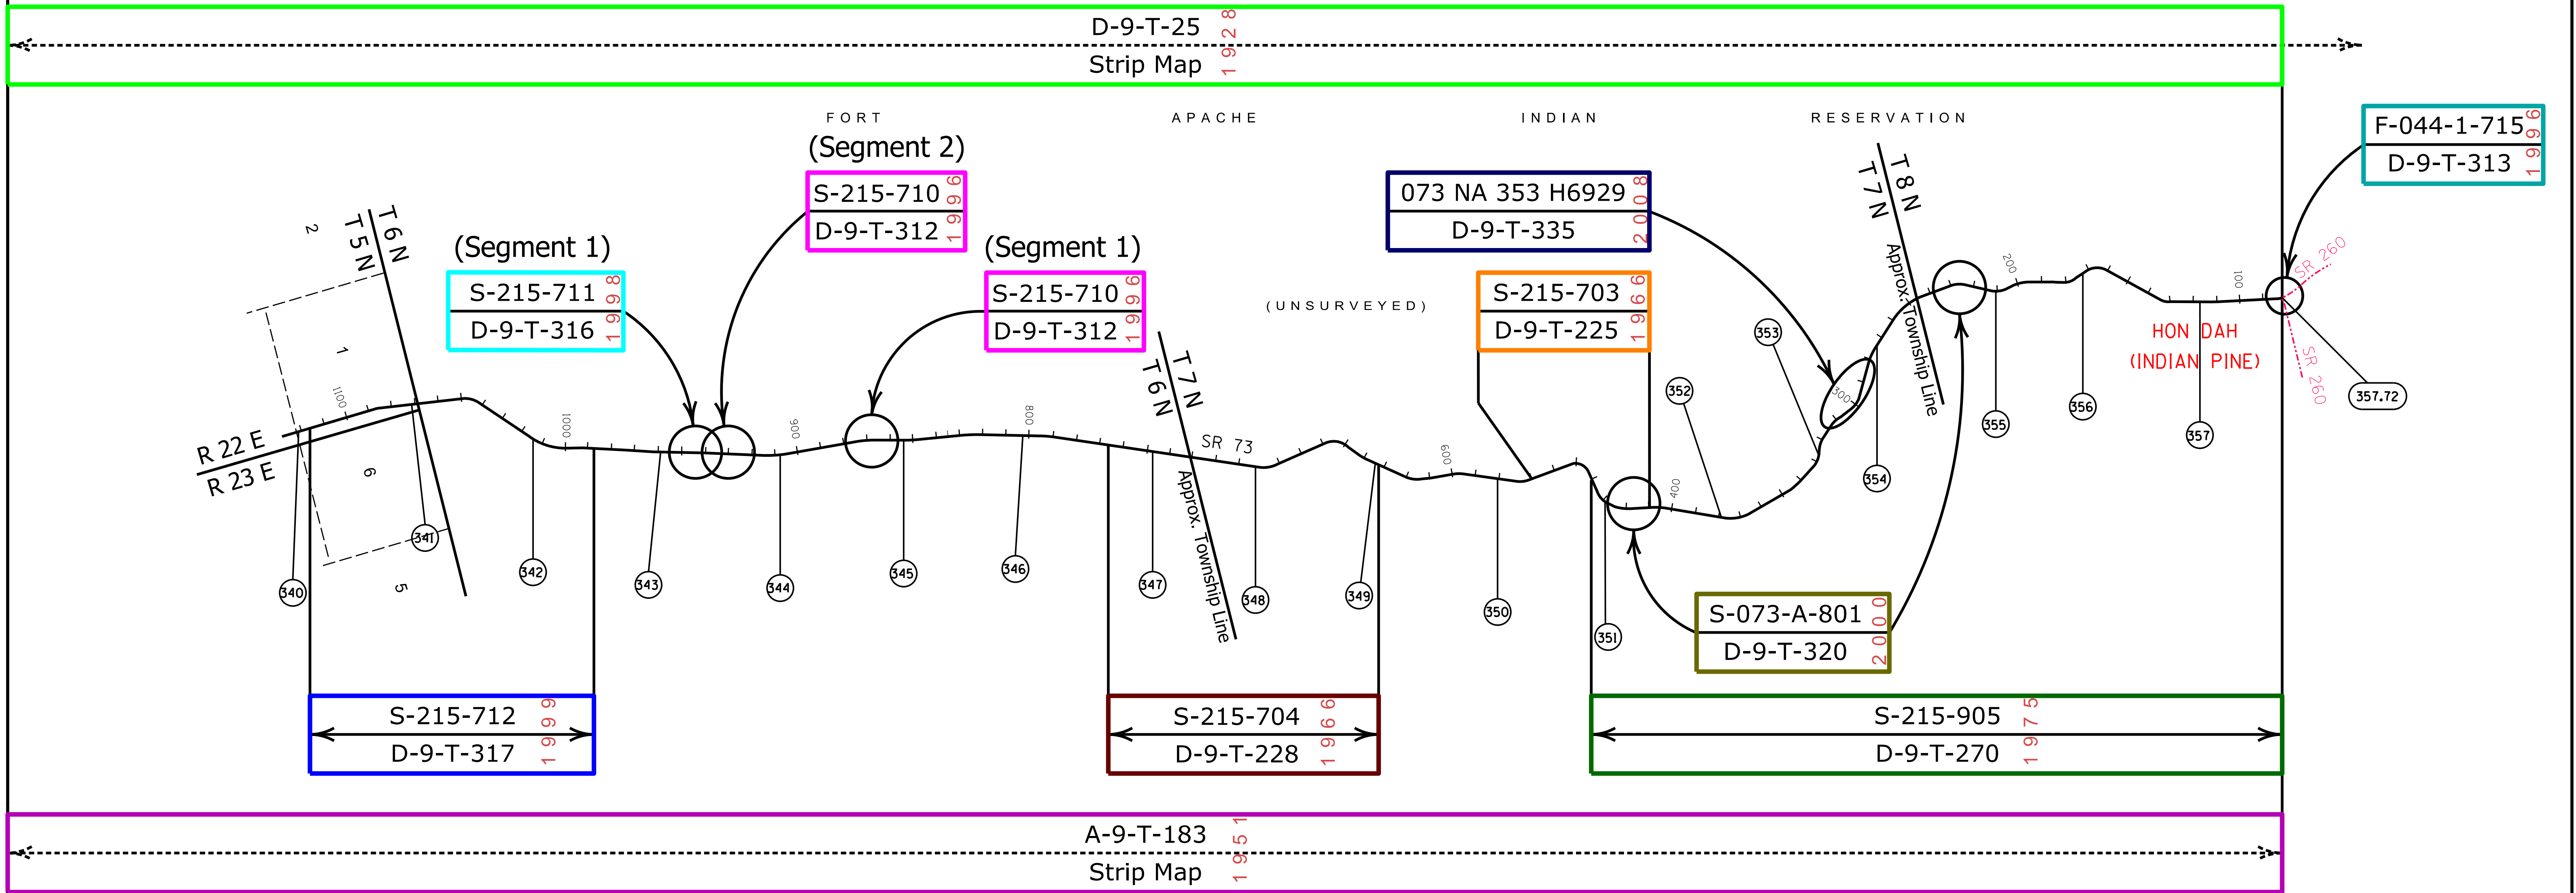 D-9-T-25
1928
Strip Map
FORT APACHE INDIAN RESERVATION
(Segment 2)
S-215-710
D-9-T-312
1996
(Segment 1)
S-215-711
D-9-T-316
1998
(Segment 1)
S-215-710
D-9-T-312
1996
(UNSURVEYED)
073 NA 353 H6929
D-9-T-335
2008
S-215-703
D-9-T-225
1966
F-044-1-715
D-9-T-313
1996
T 6 N
T 5 N
2
1
6
5
R 22 E
R 23 E
T 7 N
T 6 N
Approx. Township Line
T 8 N
T 7 N
Approx. Township Line
SR 73
SR 260
SR 260
HON DAH
(INDIAN PINE)
1100
1000
900
800
600
400
300
200
100
340
341
342
343
344
345
346
347
348
349
350
351
352
353
354
355
356
357
357.72
S-073-A-801
D-9-T-320
2000
S-215-712
D-9-T-317
1999
S-215-704
D-9-T-228
1966
S-215-905
D-9-T-270
1975
A-9-T-183
1951
Strip Map